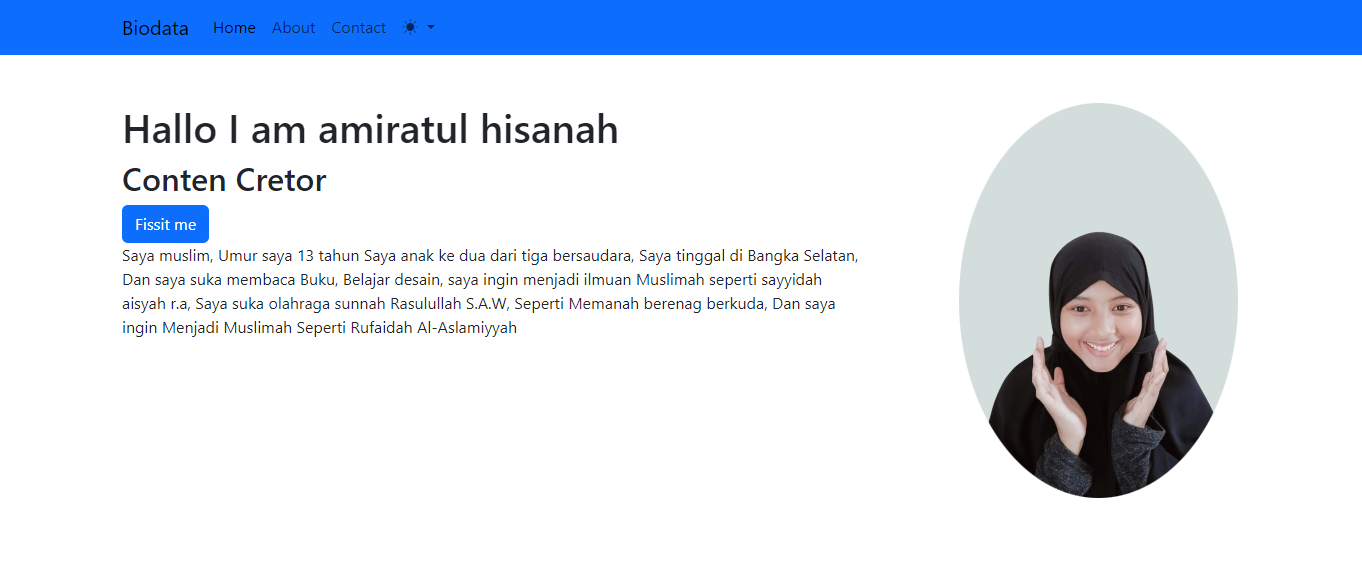 Biodata Home About Contact
Hallo I am amiratul hisanah
Conten Cretor
Fissit me
Saya muslim, Umur saya 13 tahun Saya anak ke dua dari tiga bersaudara, Saya tinggal di Bangka Selatan,
Dan saya suka membaca Buku, Belajar desain, saya ingin menjadi ilmuan Muslimah seperti sayyidah
aisyah r.a, Saya suka olahraga sunnah Rasulullah S.A.W, Seperti Memanah berenag berkuda, Dan saya
ingin Menjadi Muslimah Seperti Rufaidah Al-Aslamiyyah